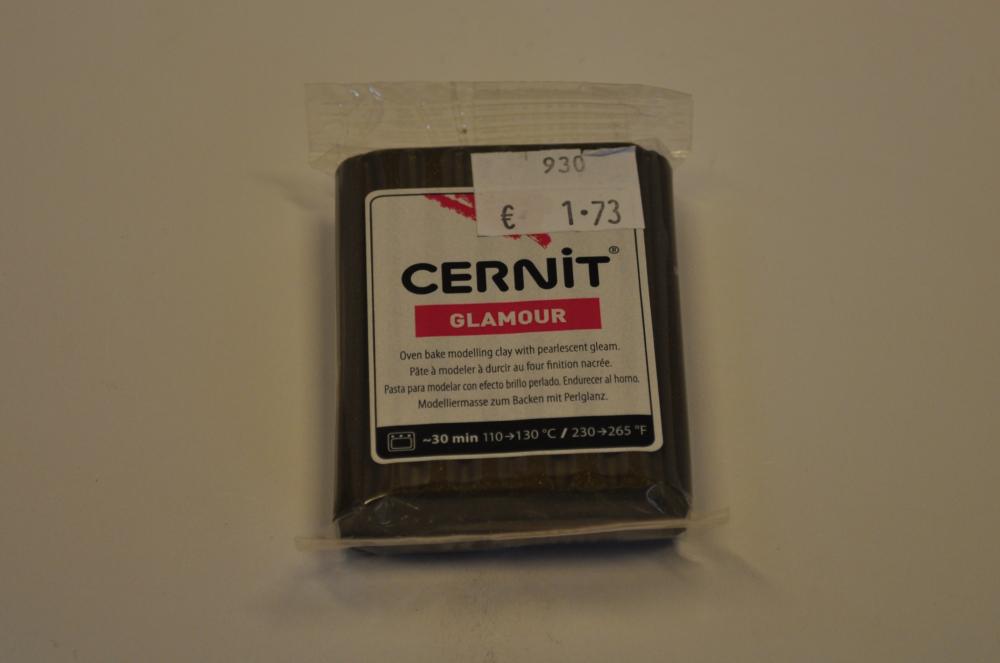 930
€ 1·73
CERNiT®
GLAMOUR
Oven bake modelling clay with pearlescent gleam.
Pâte à modeler à durcir au four finition nacrée.
Pasta para modelar con efecto brillo perlado. Endurecer al horno.
Modelliermasse zum Backen mit Perlglanz.
~30 min 110→130 °C / 230→265 °F